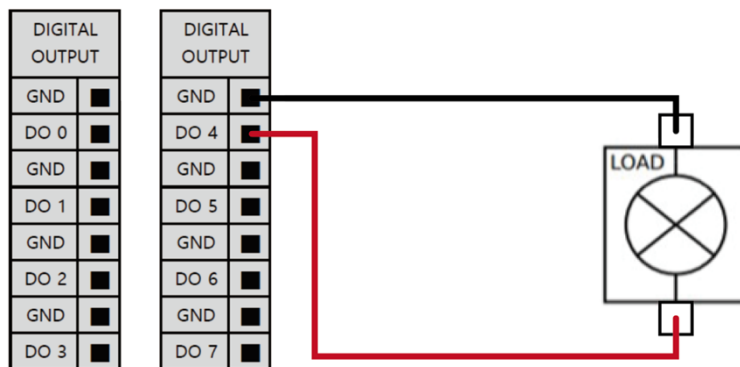 DIGITAL
OUTPUT
GND
DO 0
GND
DO 1
GND
DO 2
GND
DO 3
DIGITAL
OUTPUT
GND
DO 4
GND
DO 5
GND
DO 6
GND
DO 7
LOAD